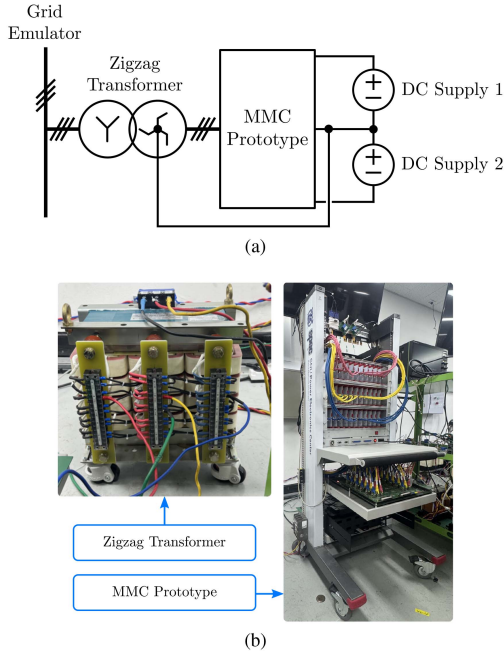 Grid
Emulator
Zigzag
Transformer
MMC
Prototype
DC Supply 1
DC Supply 2
(a)
Zigzag Transformer
MMC Prototype
(b)